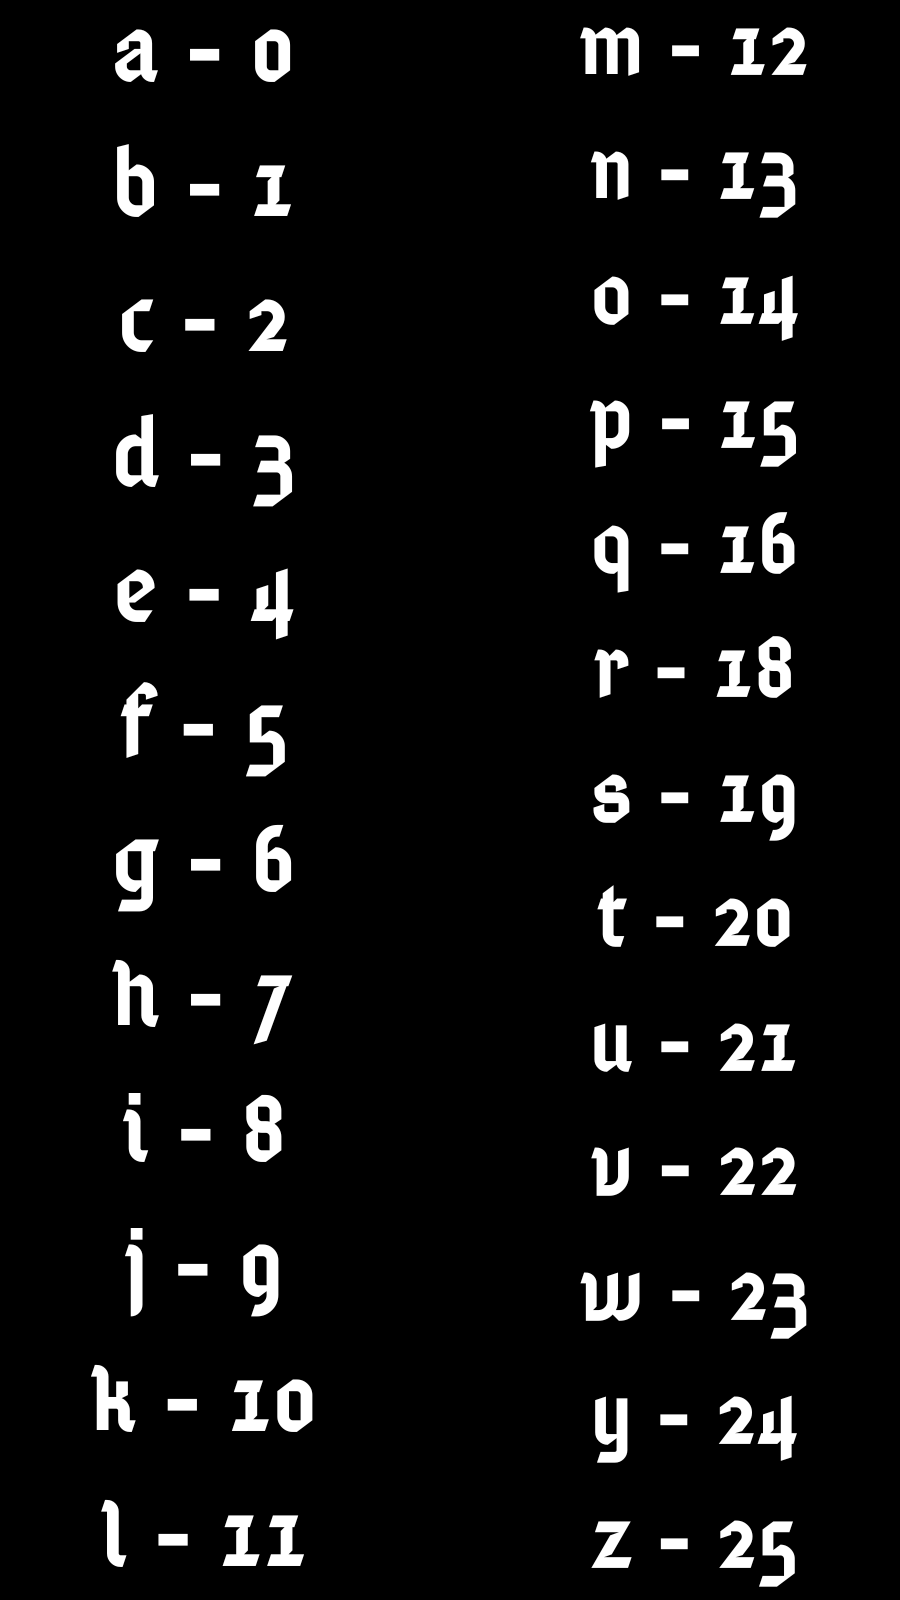 a - 0
b - 1
c - 2
d - 3
e - 4
f - 5
g - 6
h - 7
i - 8
j - 9
k - 10
l - 11
m - 12
n - 13
o - 14
p - 15
q - 16
r - 18
s - 19
t - 20
u - 21
v - 22
w - 23
y - 24
z - 25